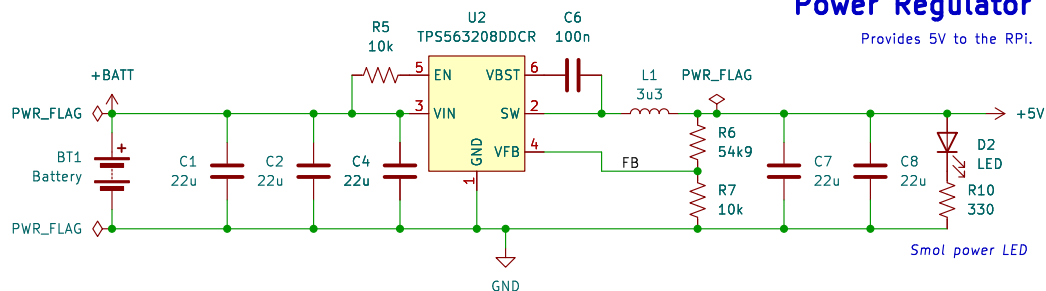 Power Regulator
Provides 5V to the RPi.
U2
TPS563208DDCR
C6
100n
R5
10k
+BATT
5
EN
VBST
6
L1
3u3
PWR_FLAG
PWR_FLAG
3
VIN
SW
2
+5V
BT1
Battery
+
C1
22u
C2
22u
C4
22u
GND
1
VFB
4
FB
R6
54k9
R7
10k
C7
22u
C8
22u
D2
LED
R10
330
PWR_FLAG
GND
Smol power LED